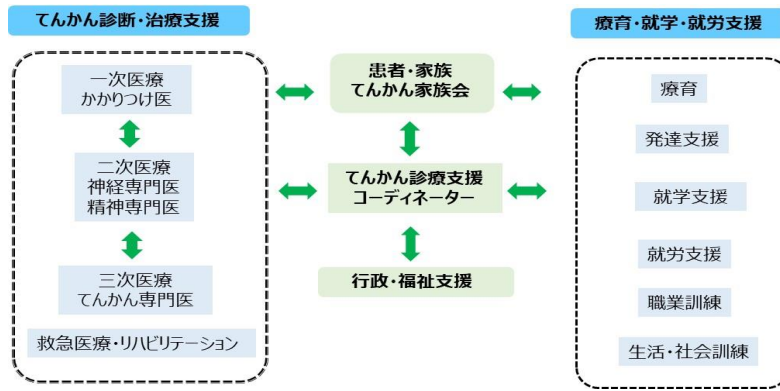 てんかん診断・治療支援
一次医療
かかりつけ医
二次医療
神経専門医
精神専門医
三次医療
てんかん専門医
救急医療・リハビリテーション
患者・家族
てんかん家族会
てんかん診療支援
コーディネーター
行政・福祉支援
療育・就学・就労支援
療育
発達支援
就学支援
就労支援
職業訓練
生活・社会訓練